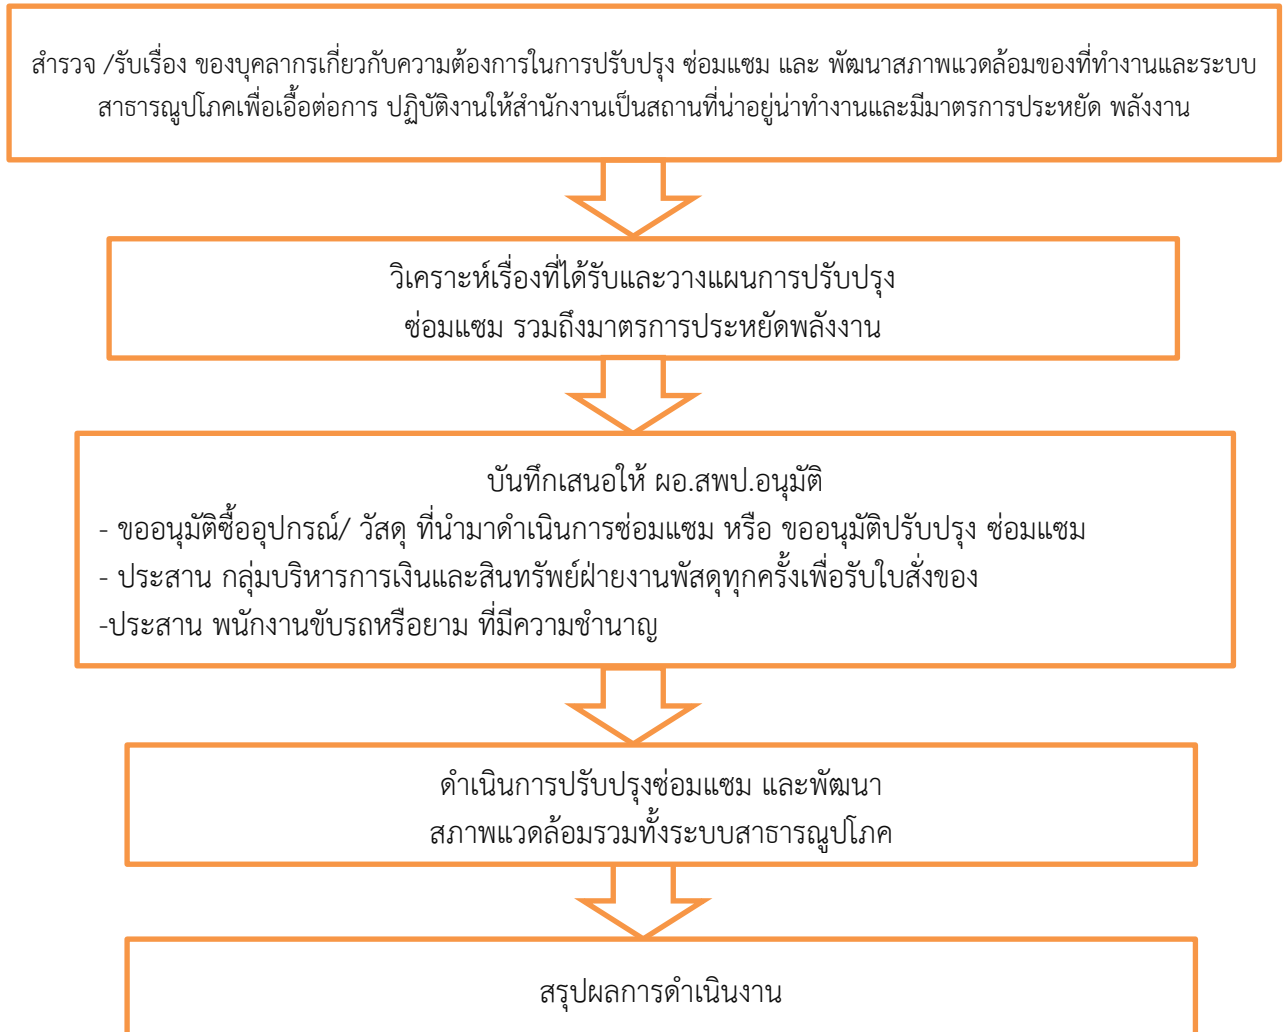 สำรวจ /รับเรื่อง ของบุคลากรเกี่ยวกับความต้องการในการปรับปรุง ซ่อมแซม และ พัฒนาสภาพแวดล้อมของที่ทำงานและระบบ
สาธารณูปโภคเพื่อเอื้อต่อการ ปฏิบัติงานให้สำนักงานเป็นสถานที่น่าอยู่น่าทำงานและมีมาตรการประหยัด พลังงาน
วิเคราะห์เรื่องที่ได้รับและวางแผนการปรับปรุง
ซ่อมแซม รวมถึงมาตรการประหยัดพลังงาน
บันทึกเสนอให้ ผอ.สพป.อนุมัติ
- ขออนุมัติซื้ออุปกรณ์/ วัสดุ ที่นำมาดำเนินการซ่อมแซม หรือ ขออนุมัติปรับปรุง ซ่อมแซม
- ประสาน กลุ่มบริหารการเงินและสินทรัพย์ฝ่ายงานพัสดุทุกครั้งเพื่อรับใบสั่งของ
-ประสาน พนักงานขับรถหรือยาม ที่มีความชำนาญ
ดำเนินการปรับปรุงซ่อมแซม และพัฒนา
สภาพแวดล้อมรวมทั้งระบบสาธารณูปโภค
สรุปผลการดำเนินงาน